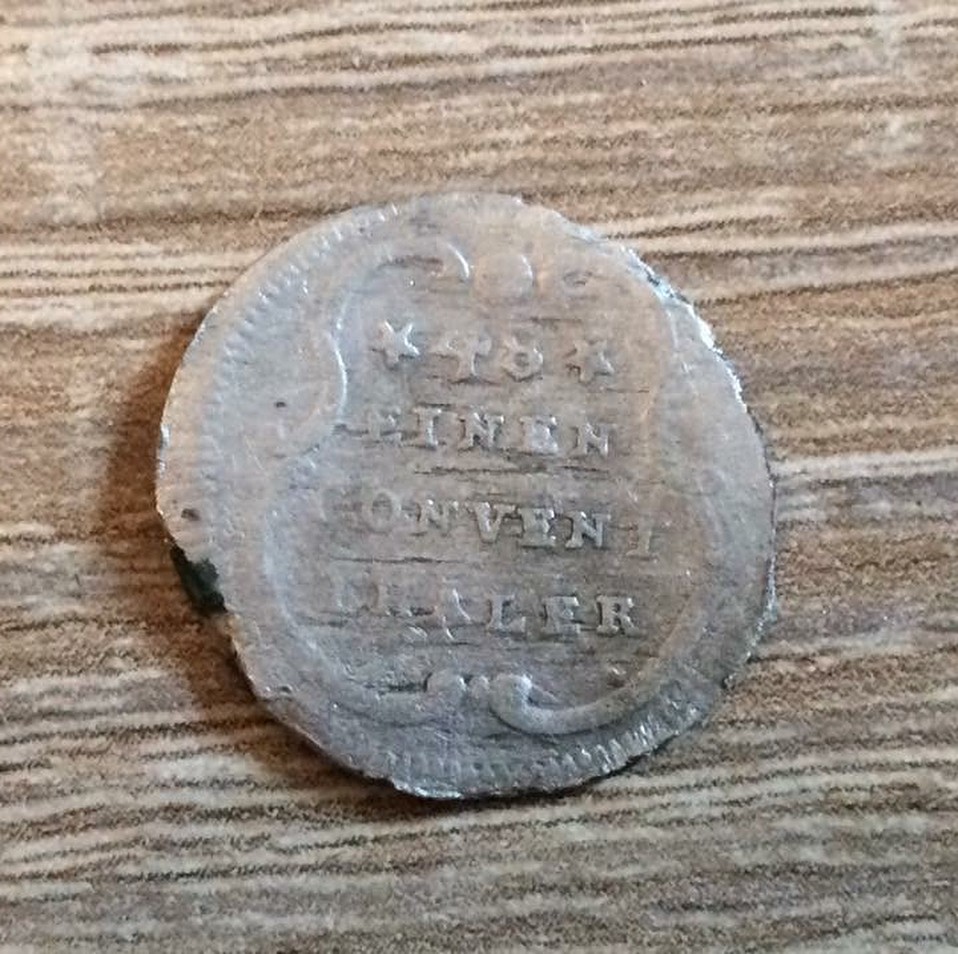 * 48 *
EINEN
CONVENT
THALER